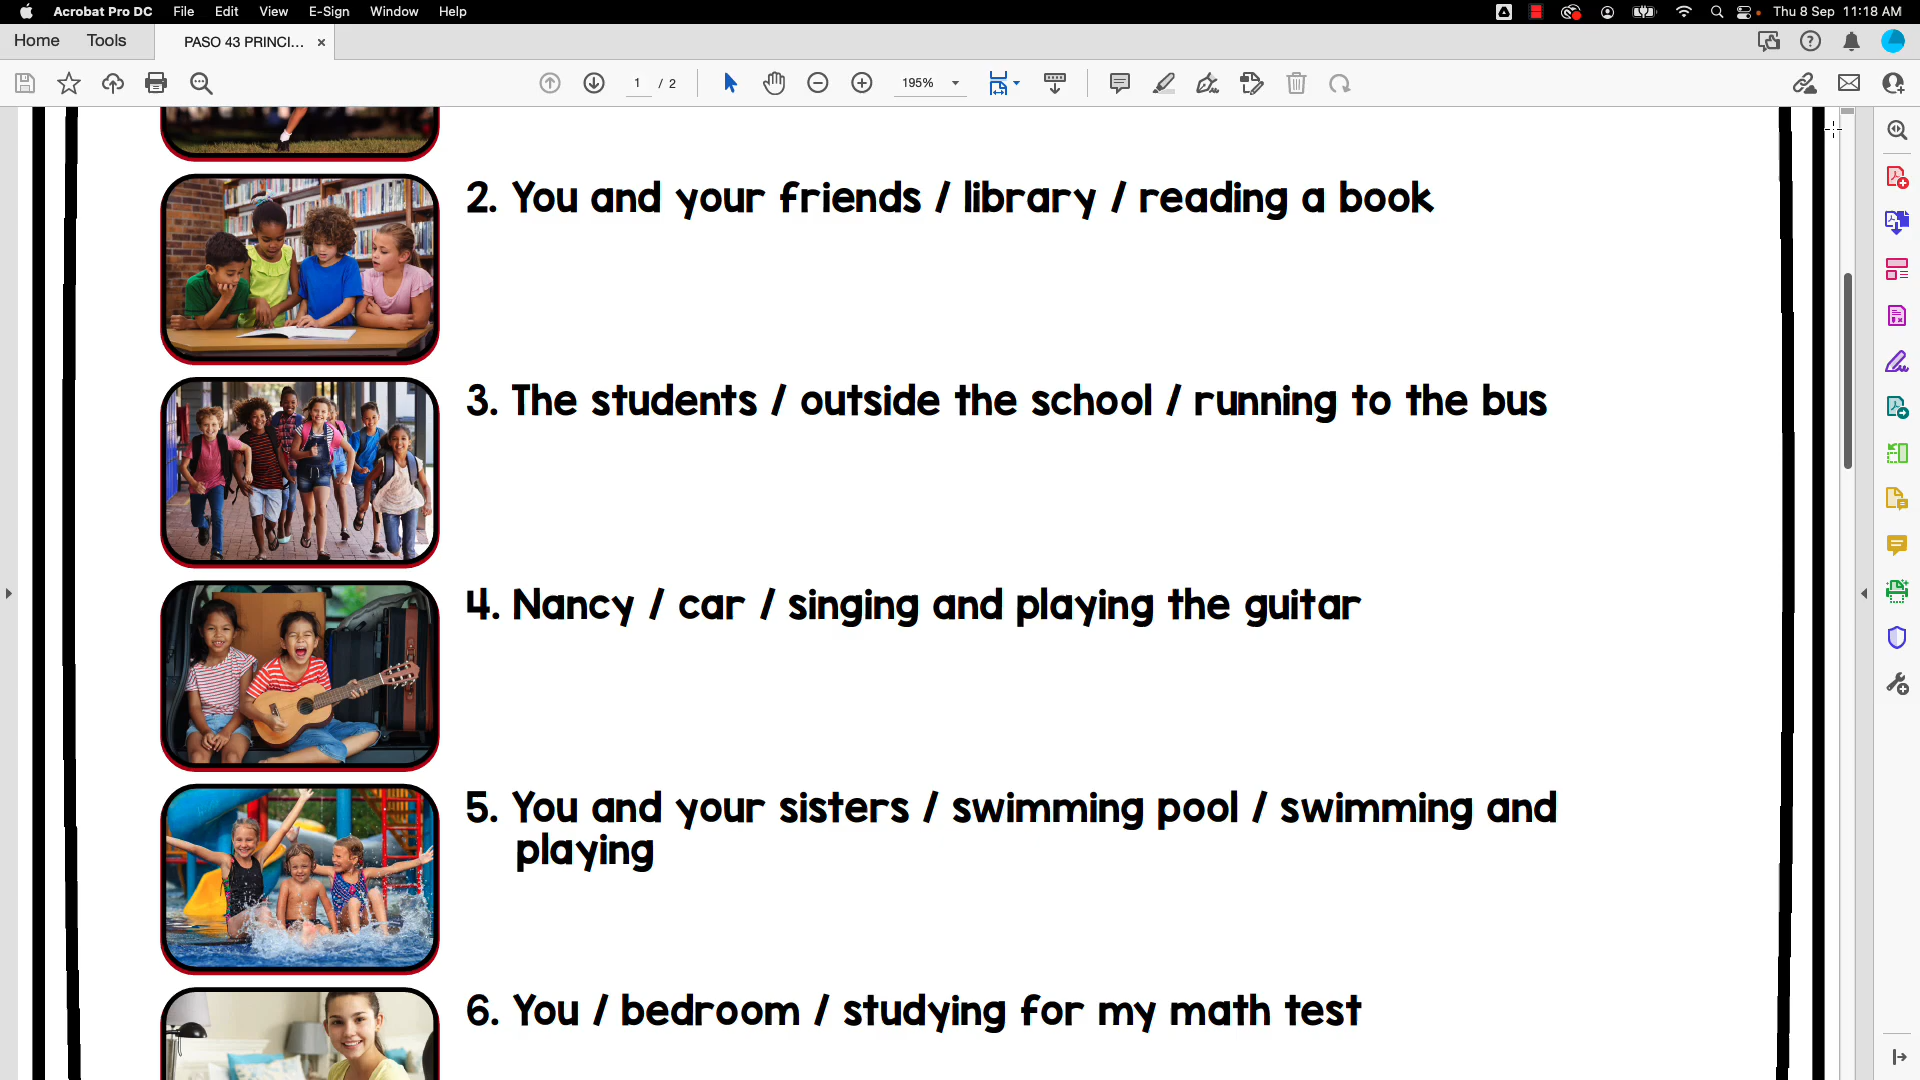 Acrobat Pro DC File Edit View E-Sign Window Help Thu 8 Sep 11:18 AM
Home Tools PASO 43 PRINCI... ×
1 / 2 195%
2. You and your friends / library / reading a book
3. The students / outside the school / running to the bus
4. Nancy / car / singing and playing the guitar
5. You and your sisters / swimming pool / swimming and
playing
6. You / bedroom / studying for my math test